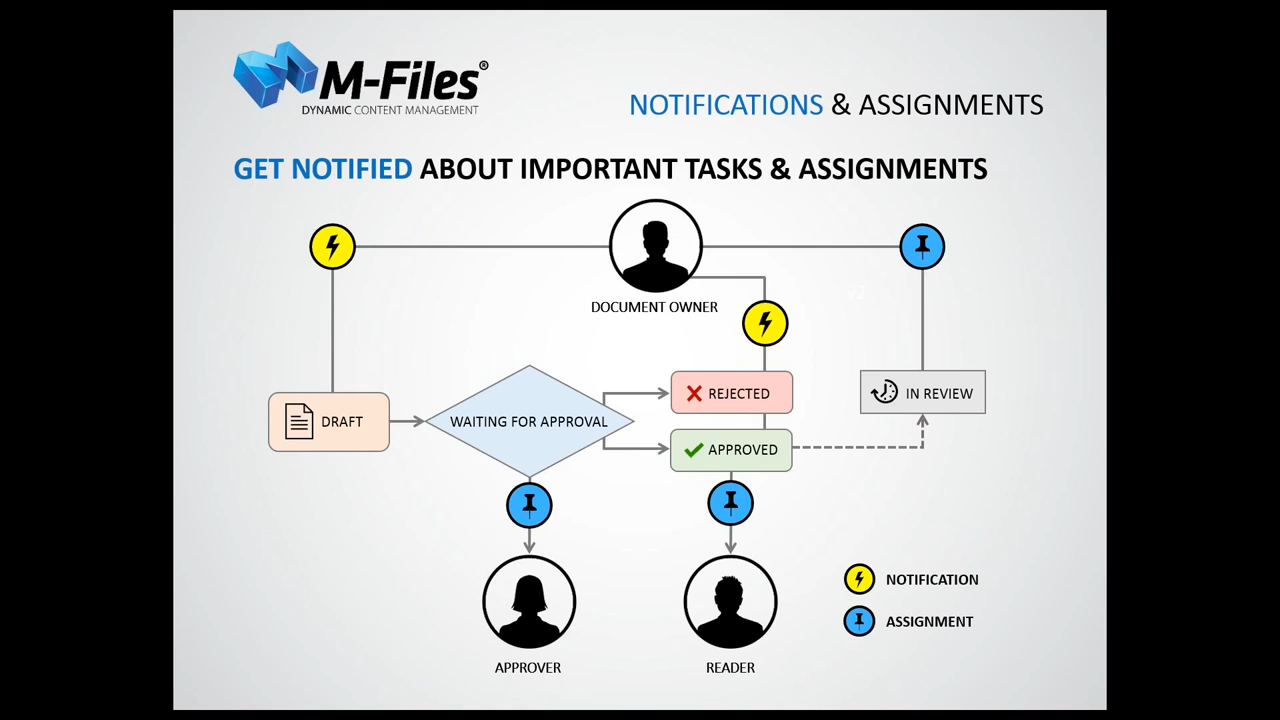 M-Files®
DYNAMIC CONTENT MANAGEMENT
NOTIFICATIONS & ASSIGNMENTS
GET NOTIFIED ABOUT IMPORTANT TASKS & ASSIGNMENTS
DOCUMENT OWNER
v2
DRAFT
WAITING FOR APPROVAL
REJECTED
APPROVED
IN REVIEW
NOTIFICATION
ASSIGNMENT
APPROVER
READER